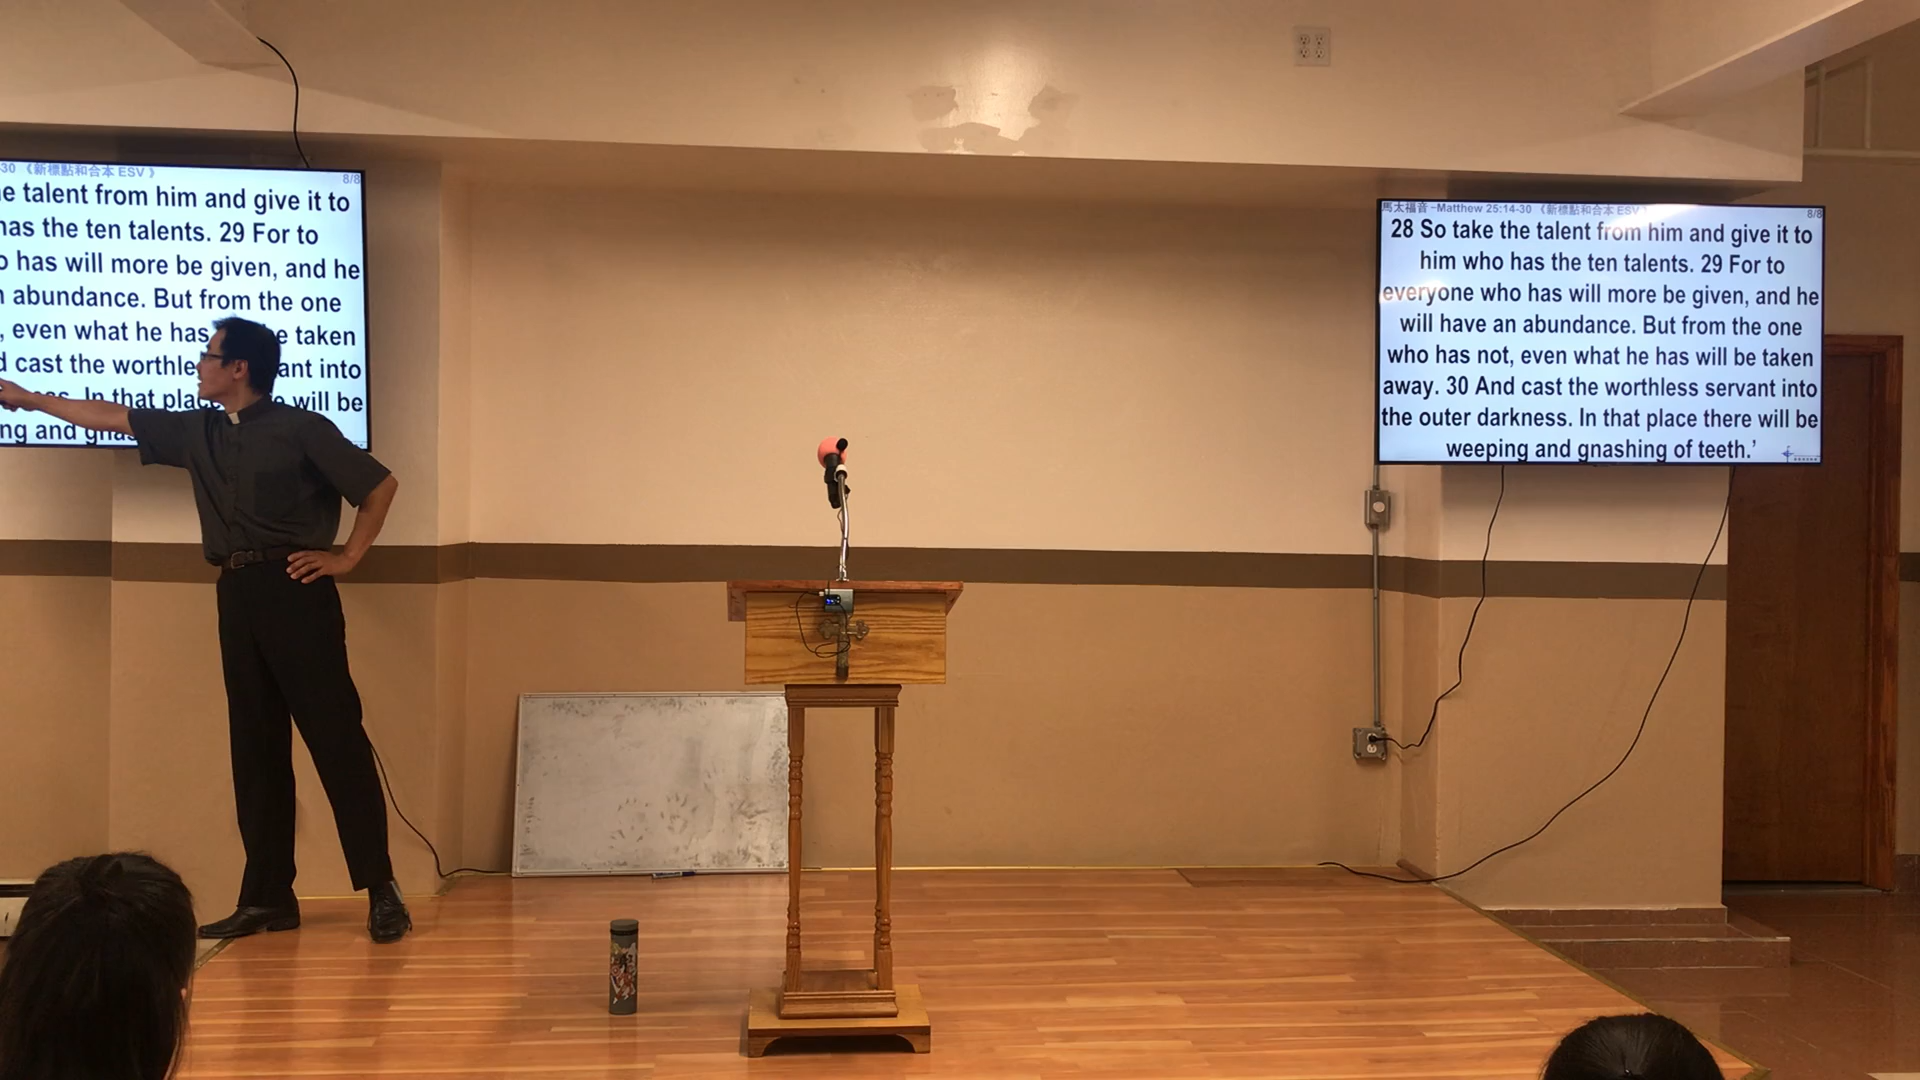 -30 《新標點和合本 ESV 》 8/8
e talent from him and give it to
has the ten talents. 29 For to
o has will more be given, and he
n abundance. But from the one
, even what he has be taken
d cast the worthle ant into
In that place will be
ng and gnas
馬太福音 -Matthew 25:14-30 《新標點和合本 ESV 》 8/8
28 So take the talent from him and give it to
him who has the ten talents. 29 For to
everyone who has will more be given, and he
will have an abundance. But from the one
who has not, even what he has will be taken
away. 30 And cast the worthless servant into
the outer darkness. In that place there will be
weeping and gnashing of teeth.’